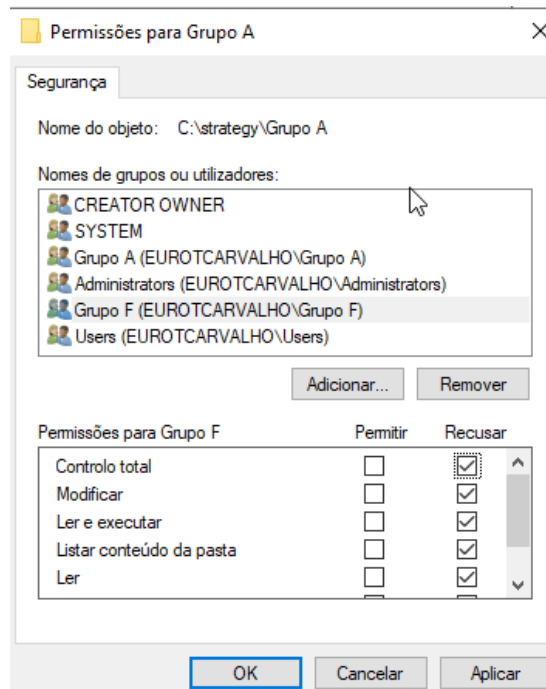 Permissões para Grupo A
Segurança
Nome do objeto: C:\strategy\Grupo A
Nomes de grupos ou utilizadores:
CREATOR OWNER
SYSTEM
Grupo A (EUROTCARVALHO\Grupo A)
Administrators (EUROTCARVALHO\Administrators)
Grupo F (EUROTCARVALHO\Grupo F)
Users (EUROTCARVALHO\Users)
Adicionar... Remover
Permissões para Grupo F Permitir Recusar
Controlo total
Modificar
Ler e executar
Listar conteúdo da pasta
Ler
OK Cancelar Aplicar